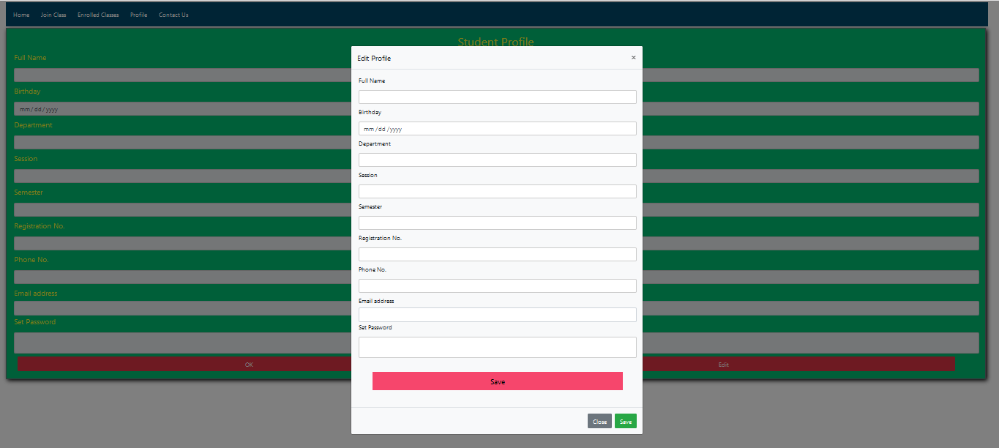 Home Join Class Enrolled Classes Profile Contact Us
Student Profile
Full Name
Birthday
mm/dd/yyyy
Department
Session
Semester
Registration No.
Phone No.
Email address
Set Password
OK Edit
Edit Profile ×
Full Name
Birthday
mm/dd/yyyy
Department
Session
Semester
Registration No.
Phone No.
Email address
Set Password
Save
Close Save